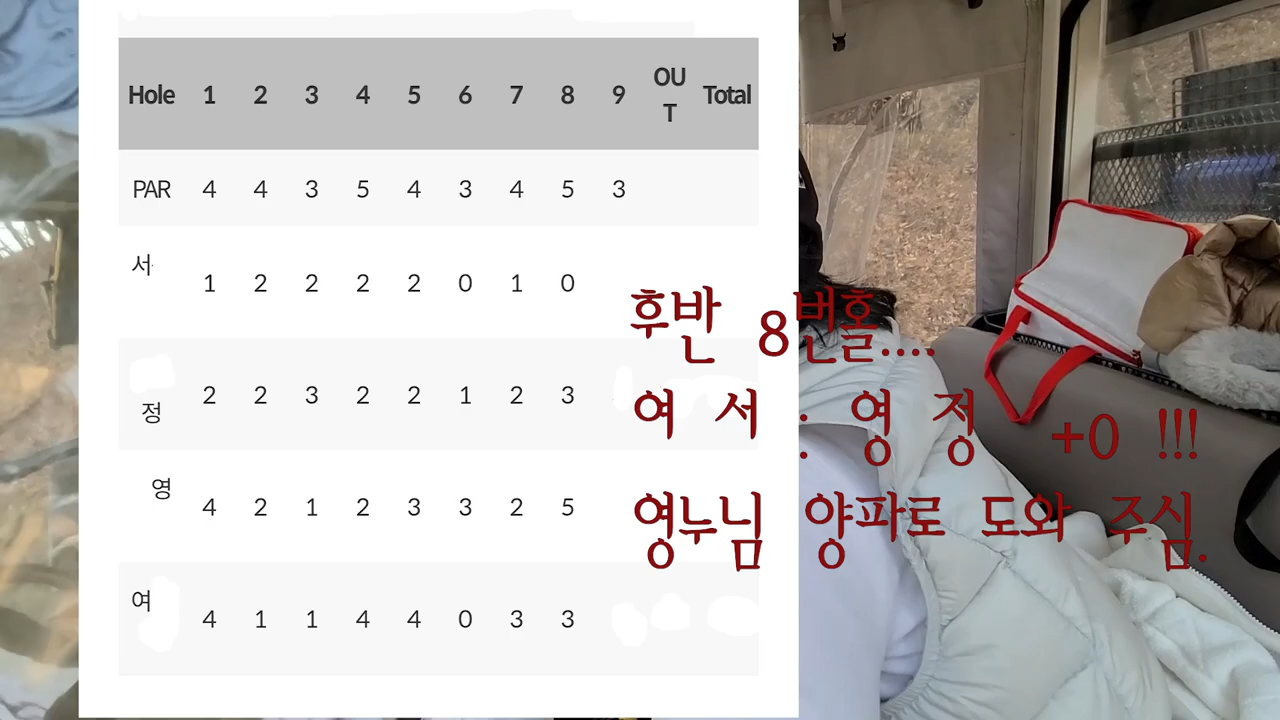 Hole 1 2 3 4 5 6 7 8 9 OUT Total
PAR 4 4 3 5 4 3 4 5 3
서 1 2 2 2 2 0 1 0
정 2 2 3 2 2 1 2 3
영 4 2 1 2 3 3 2 5
여 4 1 1 4 4 0 3 3
후반 8번홀....
여 서 : 영 정 +0 !!!
영누님 양파로 도와 주심.